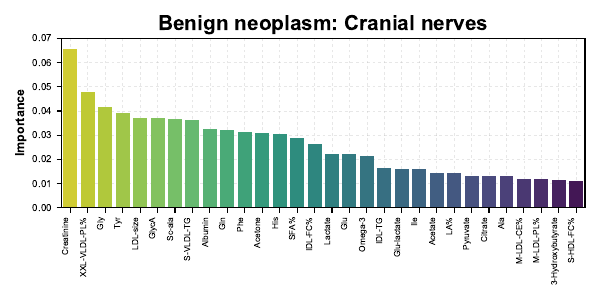 Benign neoplasm: Cranial nerves
Importance
0.07
0.06
0.05
0.04
0.03
0.02
0.01
0.00
Creatinine
XXL-VLDL-PL%
Gly
Tyr
LDL-size
GlycA
Sc-ala
S-VLDL-TG
Albumin
Gln
Phe
Acetone
His
SFA%
IDL-FC%
Lactate
Glu
Omega-3
IDL-TG
Glu-lactate
Ile
Acetate
LA%
Pyruvate
Citrate
Ala
M-LDL-CE%
M-LDL-PL%
3-Hydroxybutyrate
S-HDL-FC%